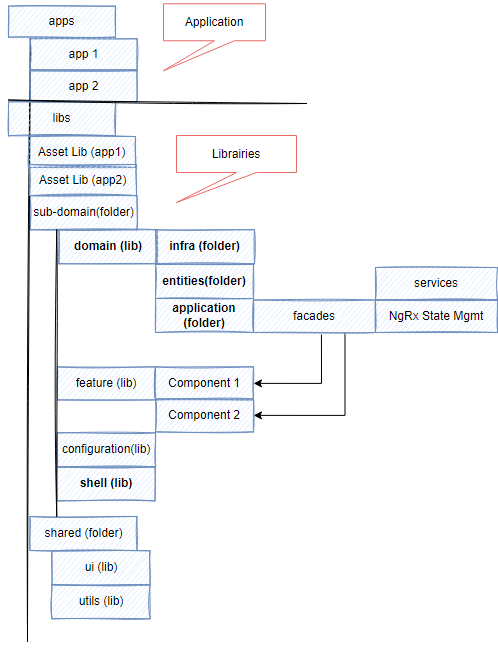 apps
Application
app 1
app 2
libs
Asset Lib (app1)
Librairies
Asset Lib (app2)
sub-domain(folder)
domain (lib)
infra (folder)
entities(folder)
services
application
(folder)
facades
NgRx State Mgmt
feature (lib)
Component 1
Component 2
configuration(lib)
shell (lib)
shared (folder)
ui (lib)
utils (lib)